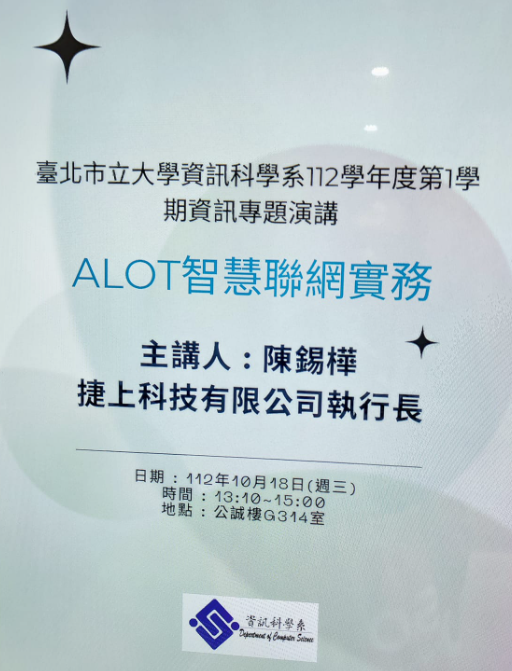 臺北市立大學資訊科學系112學年度第1學
期資訊專題演講
ALOT智慧聯網實務
主講人：陳錫樺
捷上科技有限公司執行長
日期：112年10月18日(週三)
時間：13:10~15:00
地點：公誠樓G314室
資訊科學系
Department of Computer Science